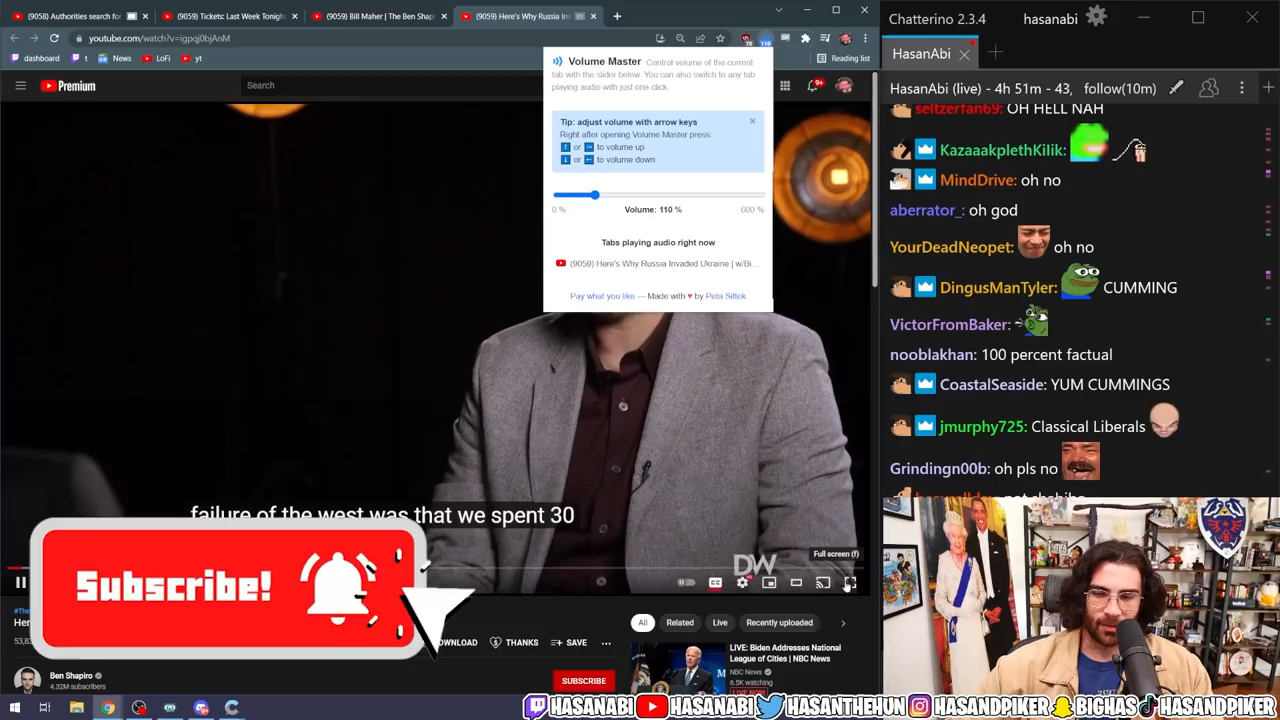 (9058) Authorities search for
(9059) Tickets: Last Week Tonight
(9059) Bill Maher | The Ben Shap
(9059) Here's Why Russia Inv
youtube.com/watch?v=igpqj0bjAnM
dashboard
t
News
LoFi
yt
Reading list
Premium
Search
9+
Volume Master Control volume of the current
tab with the slider below. You can also switch to any tab
playing audio with just one click.
Tip: adjust volume with arrow keys
Right after opening Volume Master press:
or to volume up
or to volume down
0 %
Volume: 110 %
600 %
Tabs playing audio right now
(9059) Here's Why Russia Invaded Ukraine | w/Bi...
Pay what you like — Made with ♥ by Peta Sittek
failure of the west was that we spent 30
DW
Full screen (f)
Subscribe!
#The
Her
DOWNLOAD
THANKS
SAVE
Ben Shapiro
4.32M subscribers
SUBSCRIBE
All
Related
Live
Recently uploaded
LIVE: Biden Addresses National
League of Cities | NBC News
NBC News
6.5K watching
LIVE NOW
Chatterino 2.3.4
hasanabi
HasanAbi
HasanAbi (live) - 4h 51m - 43,
follow(10m)
seltzerfan69: OH HELL NAH
KazaaakplethKilik:
MindDrive: oh no
aberrator_: oh god
YourDeadNeopet: oh no
DingusManTyler: CUMMING
VictorFromBaker:
nooblakhan: 100 percent factual
CoastalSeaside: YUM CUMMINGS
jmurphy725: Classical Liberals
Grindingn00b: oh pls no
HASANABI
HASANABI
HASANTHEHUN
HASANDPIKER
BIGHAS
HASANDPIKER